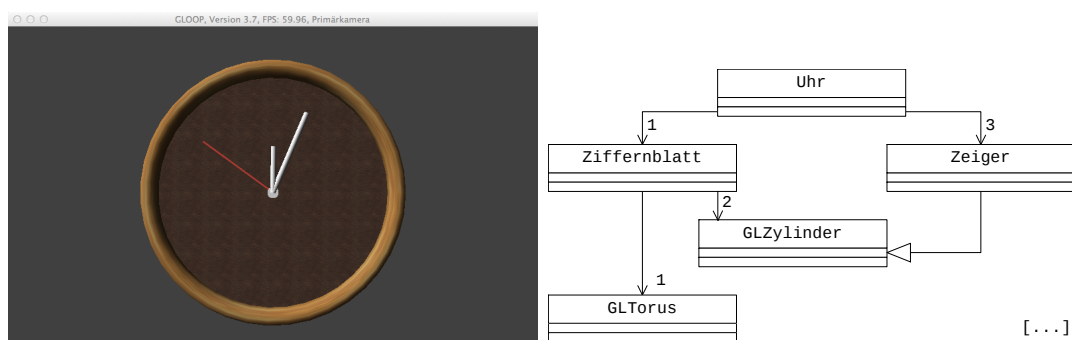 GLOOP, Version 3.7, FPS: 59.96, Primärkamera
Uhr
1
3
Ziffernblatt
Zeiger
2
GLZylinder
1
GLTorus
[...]